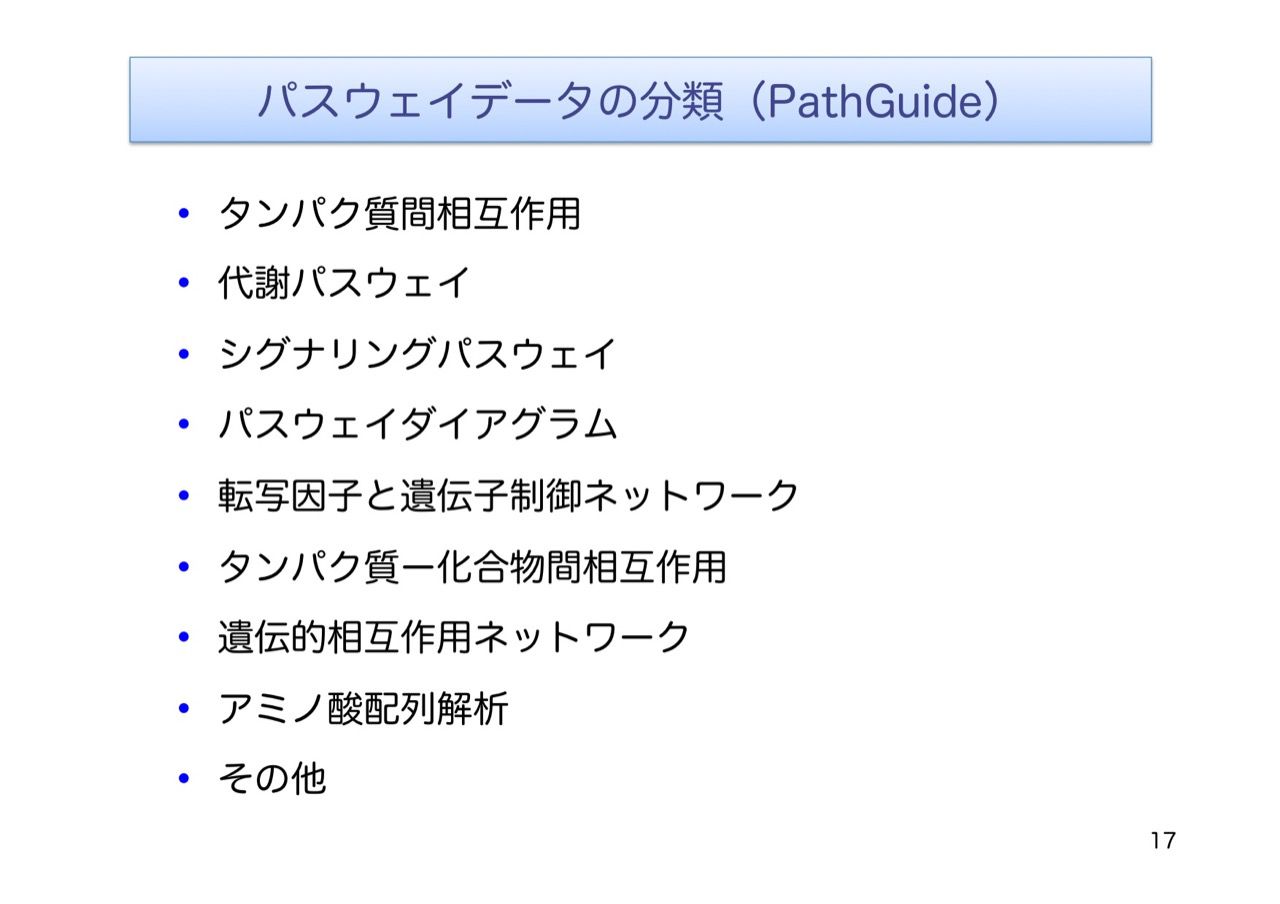 パスウェイデータの分類（PathGuide）
• タンパク質間相互作用
• 代謝パスウェイ
• シグナリングパスウェイ
• パスウェイダイアグラム
• 転写因子と遺伝子制御ネットワーク
• タンパク質ー化合物間相互作用
• 遺伝的相互作用ネットワーク
• アミノ酸配列解析
• その他
17